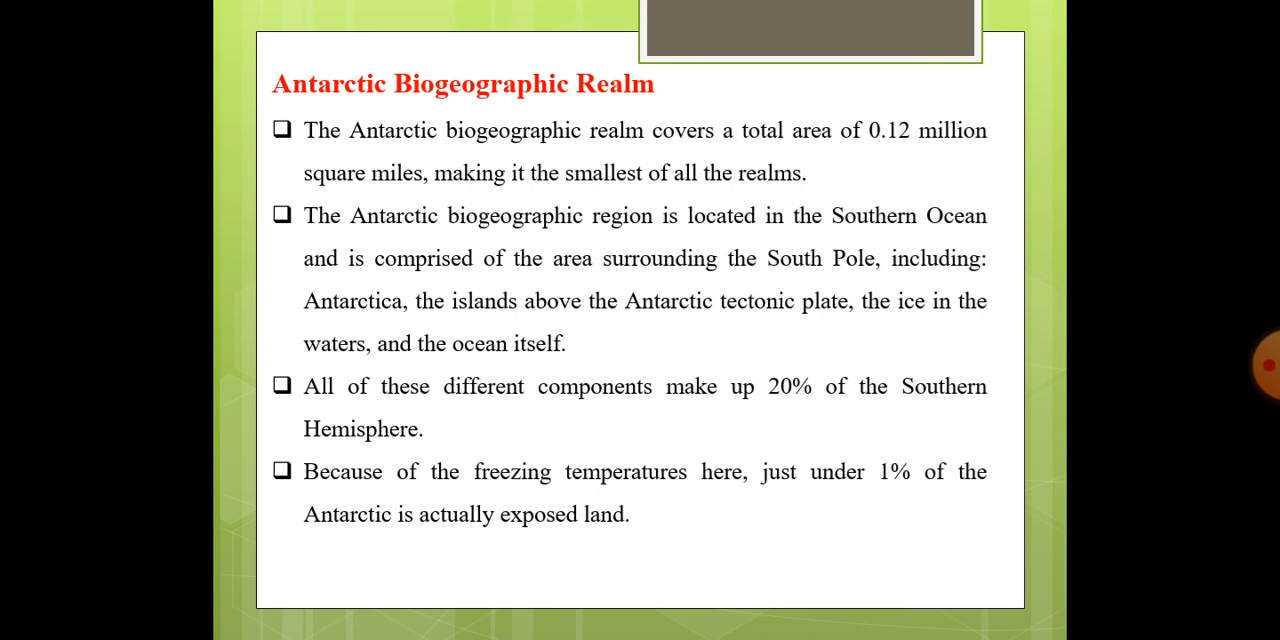 Antarctic Biogeographic Realm
❑ The Antarctic biogeographic realm covers a total area of 0.12 million
square miles, making it the smallest of all the realms.
❑ The Antarctic biogeographic region is located in the Southern Ocean
and is comprised of the area surrounding the South Pole, including:
Antarctica, the islands above the Antarctic tectonic plate, the ice in the
waters, and the ocean itself.
❑ All of these different components make up 20% of the Southern
Hemisphere.
❑ Because of the freezing temperatures here, just under 1% of the
Antarctic is actually exposed land.